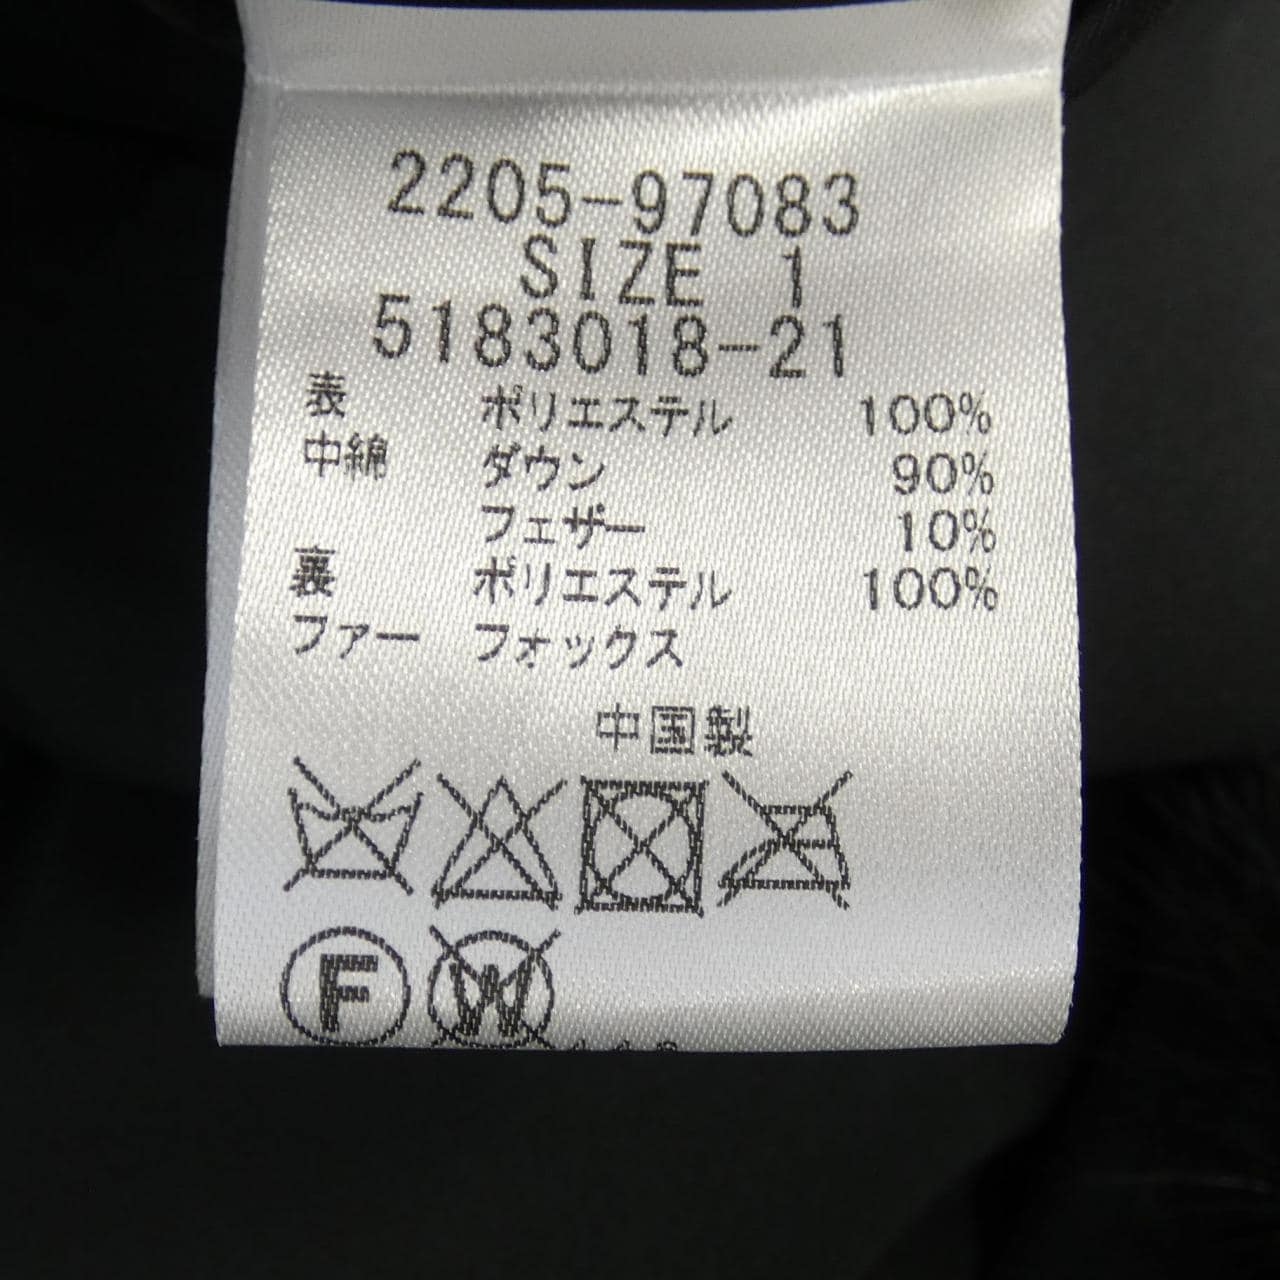 2205-97083
SIZE 1
5183018-21
表 ポリエステル 100%
中綿 ダウン 90%
フェザー 10%
裏 ポリエステル 100%
ファー フォックス
中国製
F W